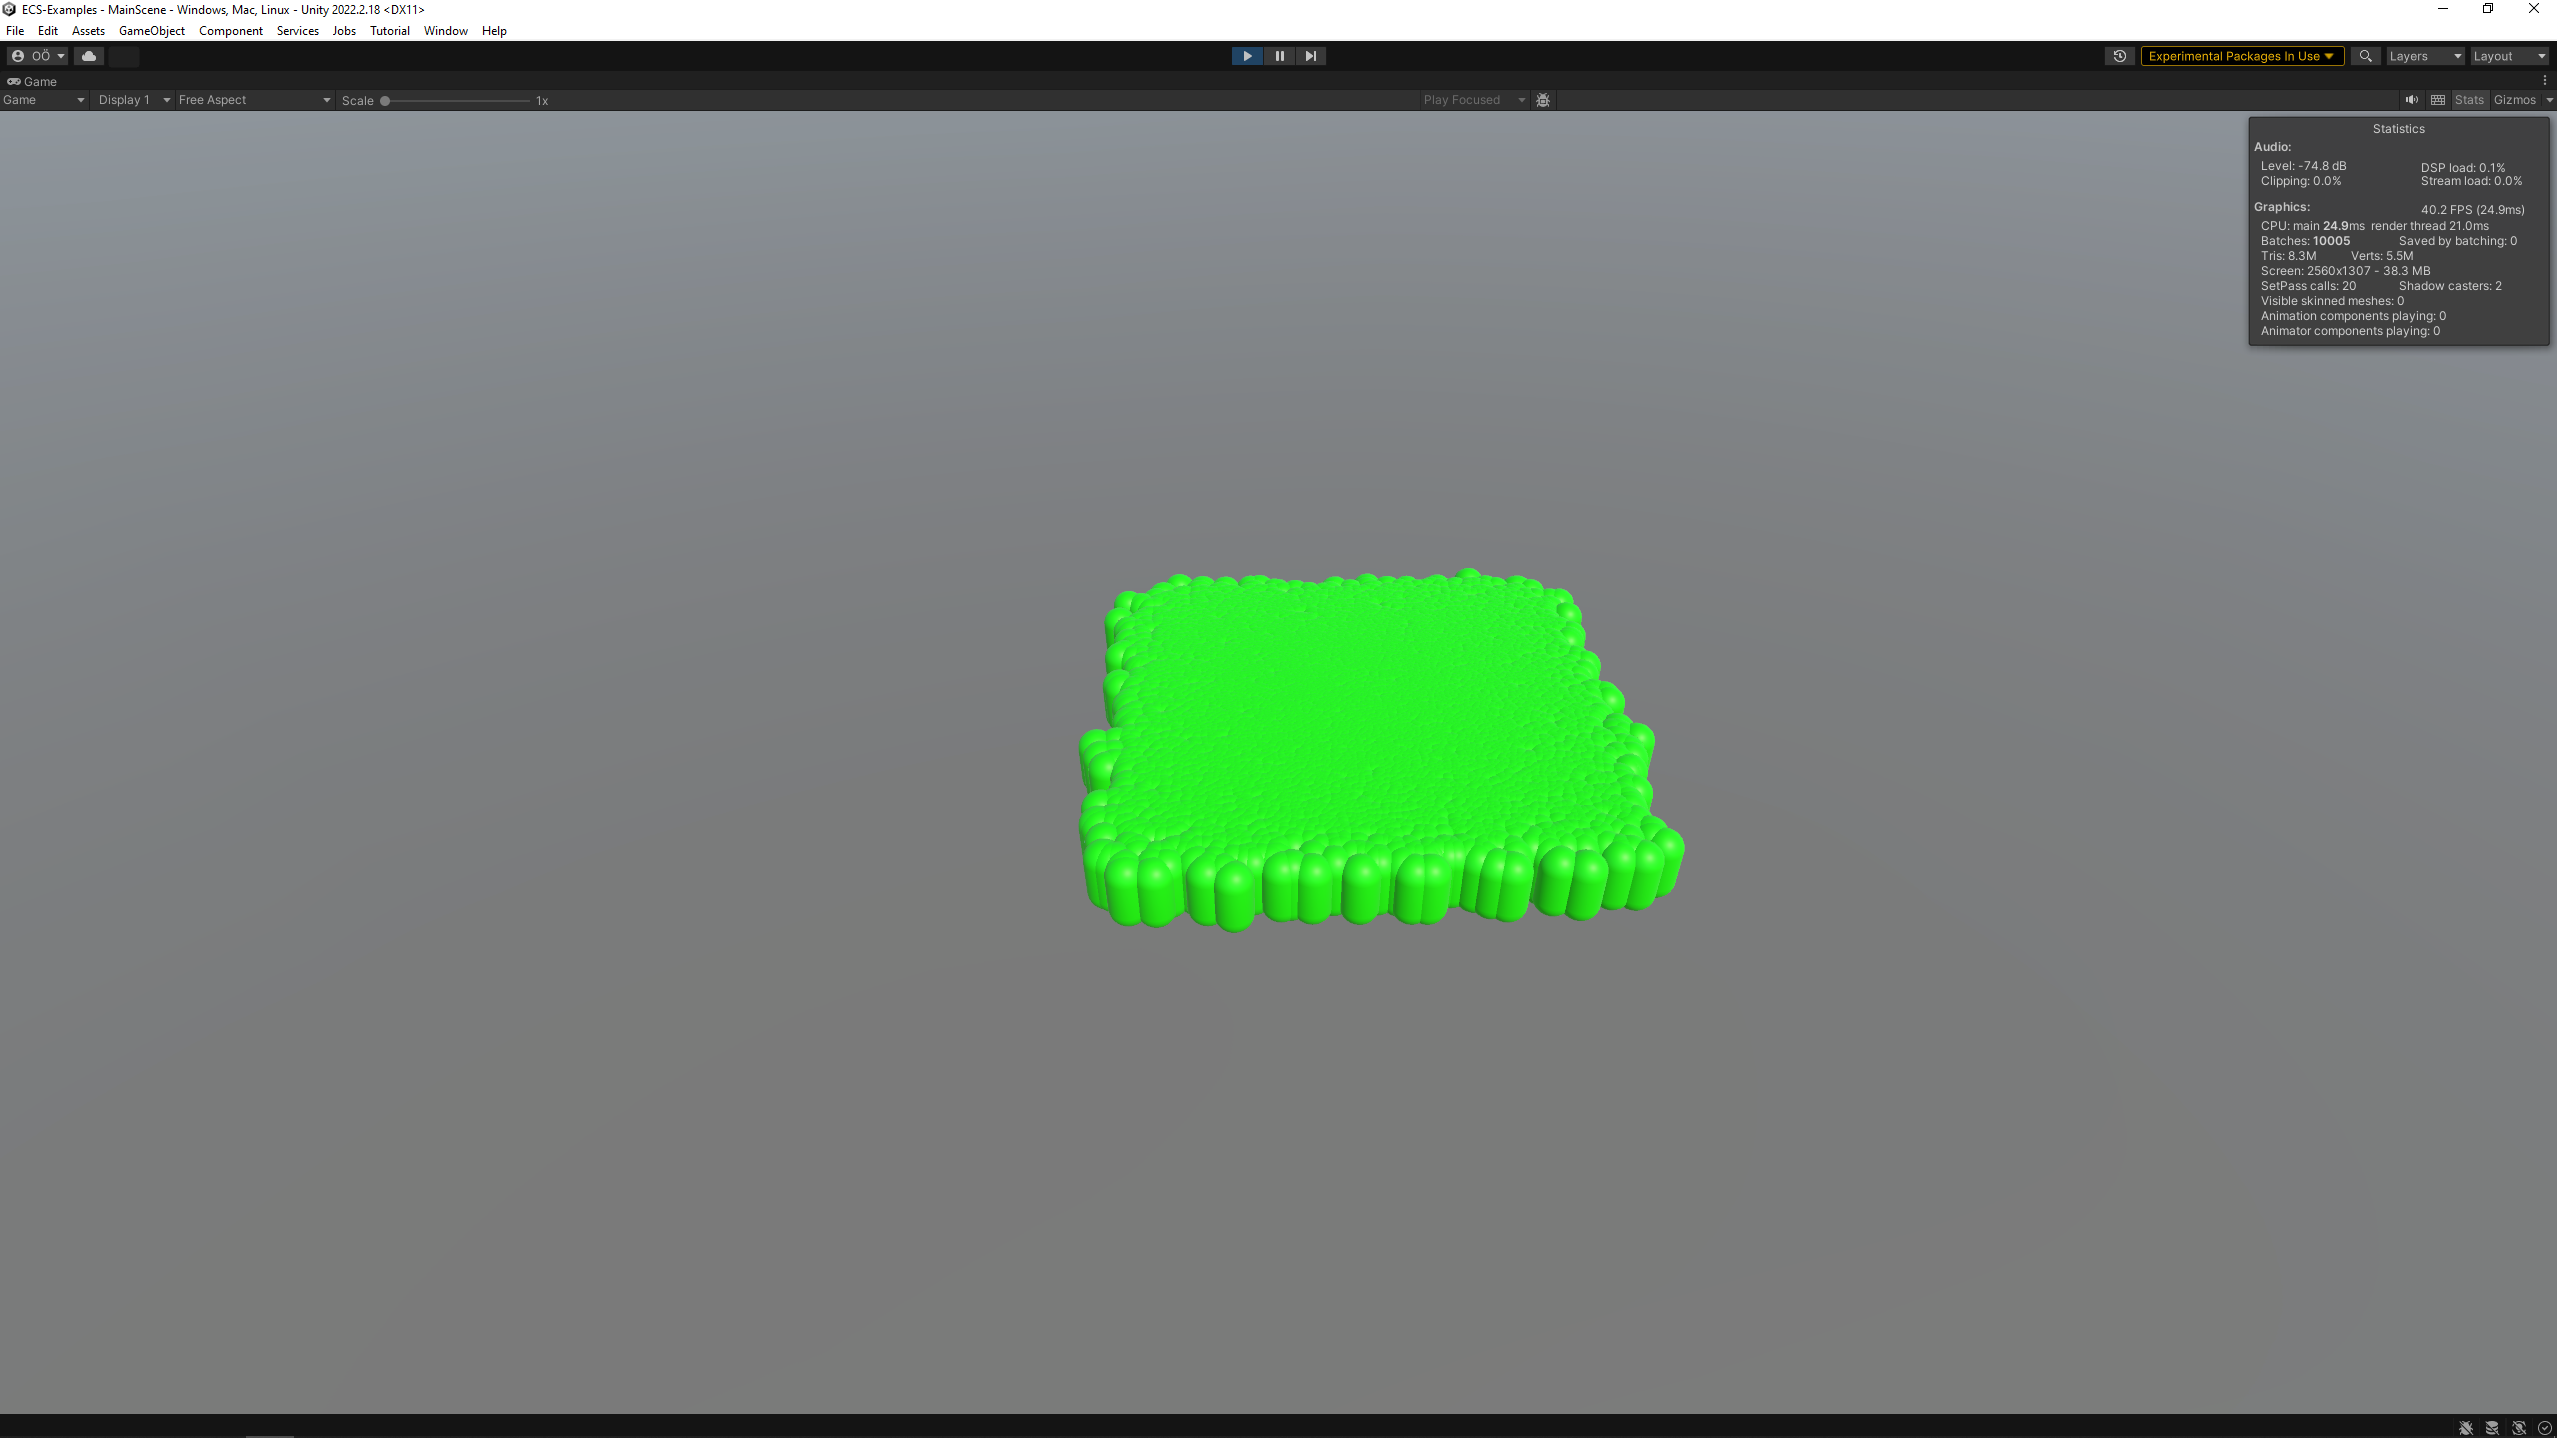 ECS-Examples - MainScene - Windows, Mac, Linux - Unity 2022.2.18 <DX11>
File Edit Assets GameObject Component Services Jobs Tutorial Window Help
OÖ Experimental Packages In Use Layers Layout
Game
Game Display 1 Free Aspect Scale 1x Play Focused Stats Gizmos
Statistics
Audio:
Level: -74.8 dB DSP load: 0.1%
Clipping: 0.0% Stream load: 0.0%
Graphics: 40.2 FPS (24.9ms)
CPU: main 24.9ms render thread 21.0ms
Batches: 10005 Saved by batching: 0
Tris: 8.3M Verts: 5.5M
Screen: 2560x1307 - 38.3 MB
SetPass calls: 20 Shadow casters: 2
Visible skinned meshes: 0
Animation components playing: 0
Animator components playing: 0